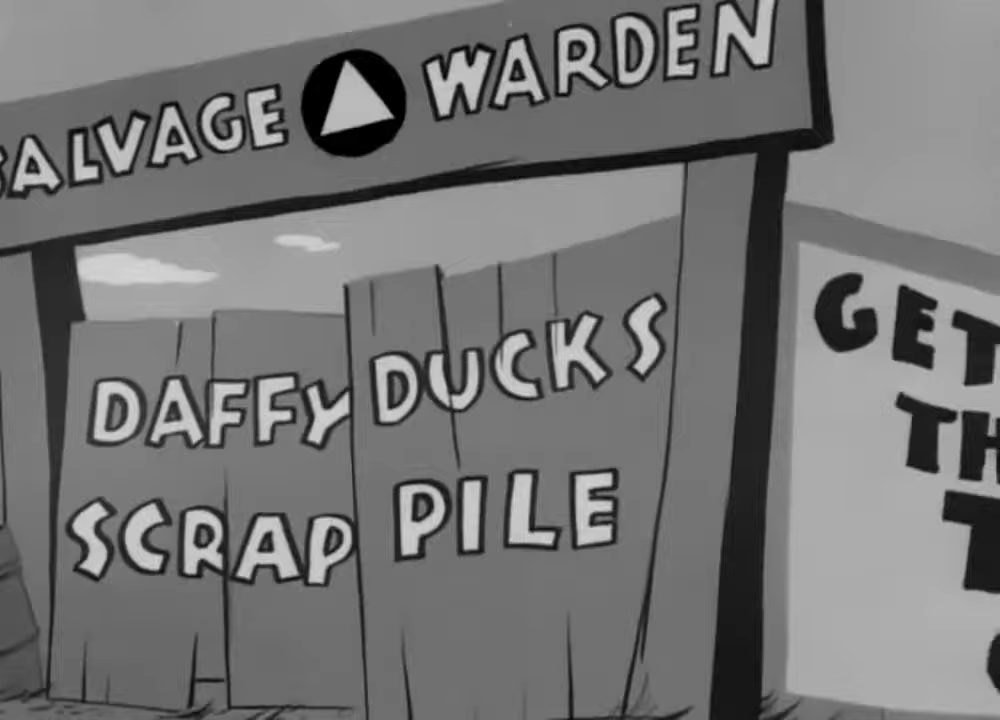 SALVAGE WARDEN
DAFFY DUCKS
SCRAP PILE
GET
TH
T